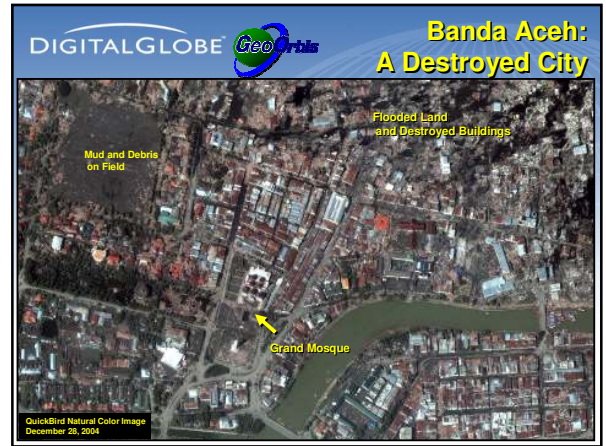 DIGITALGLOBE
GeoOrbis
Banda Aceh:
A Destroyed City
Flooded Land
and Destroyed Buildings
Mud and Debris
on Field
Grand Mosque
QuickBird Natural Color Image
December 28, 2004